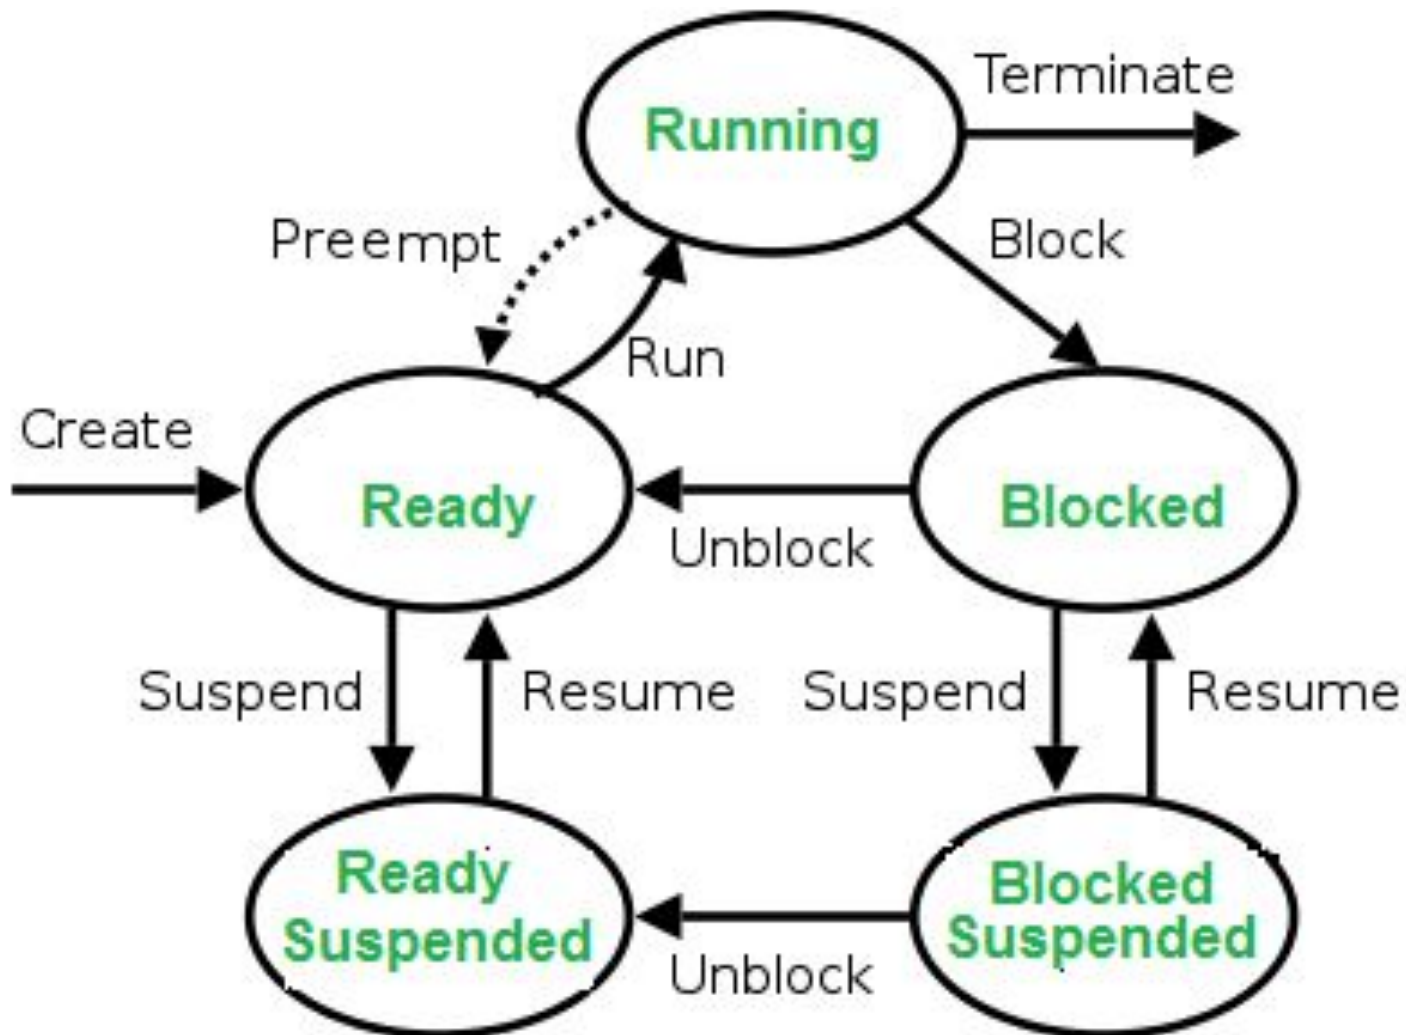 Terminate
Running
Preempt
Block
Run
Create
Ready
Blocked
Unblock
Suspend
Resume
Suspend
Resume
Ready
Suspended
Blocked
Suspended
Unblock